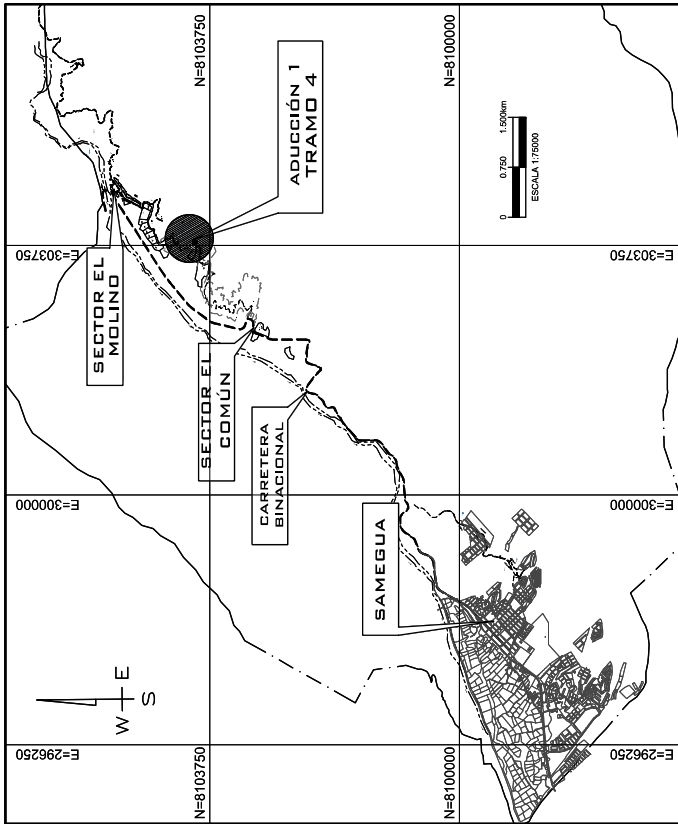 N=8103750
N=8100000
SECTOR EL
MOLINO
ADUCCIÓN 1
TRAMO 4
0
0.750
1.500km
ESCALA 1:75000
E=303750
E=303750
SECTOR EL
COMÚN
CARRETERA
BINACIONAL
E=300000
E=300000
SAMEGUA
W
E
S
E=296250
E=296250
N=8103750
N=8100000